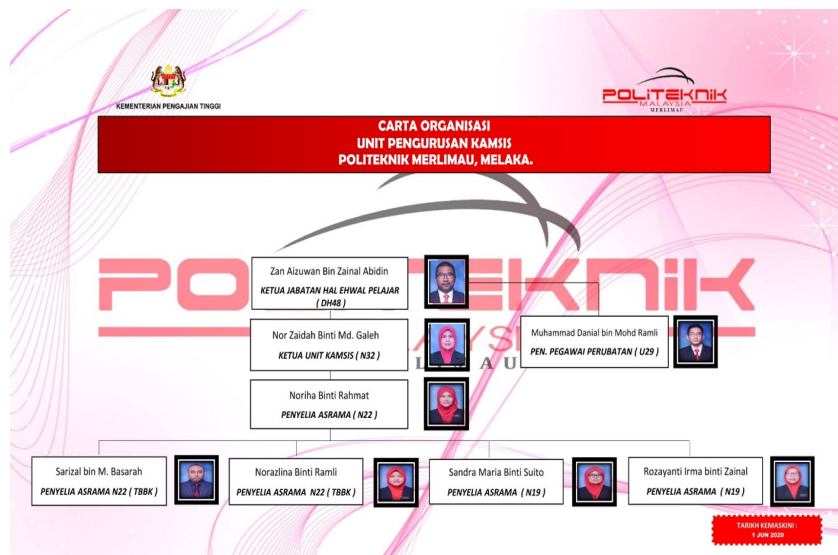 KEMENTERIAN PENGAJIAN TINGGI
POLITEKNIK
MALAYSIA
MERLIMAU
CARTA ORGANISASI
UNIT PENGURUSAN KAMSIS
POLITEKNIK MERLIMAU, MELAKA.
Zan Aizuwan Bin Zainal Abidin
KETUA JABATAN HAL EHWAL PELAJAR
( DH48 )
Nor Zaidah Binti Md. Galeh
KETUA UNIT KAMSIS ( N32 )
Muhammad Danial bin Mohd Ramli
PEN. PEGAWAI PERUBATAN ( U29 )
Noriha Binti Rahmat
PENYELIA ASRAMA ( N22 )
Sarizal bin M. Basarah
PENYELIA ASRAMA N22 ( TBBK )
Norazlina Binti Ramli
PENYELIA ASRAMA N22 ( TBBK )
Sandra Maria Binti Suito
PENYELIA ASRAMA ( N19 )
Rozayanti Irma binti Zainal
PENYELIA ASRAMA ( N19 )
TARIKH KEMASKINI :
1 JUN 2020